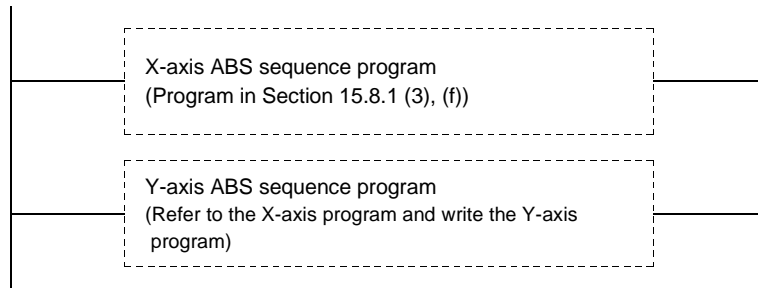 X-axis ABS sequence program
(Program in Section 15.8.1 (3), (f))
Y-axis ABS sequence program
(Refer to the X-axis program and write the Y-axis
program)